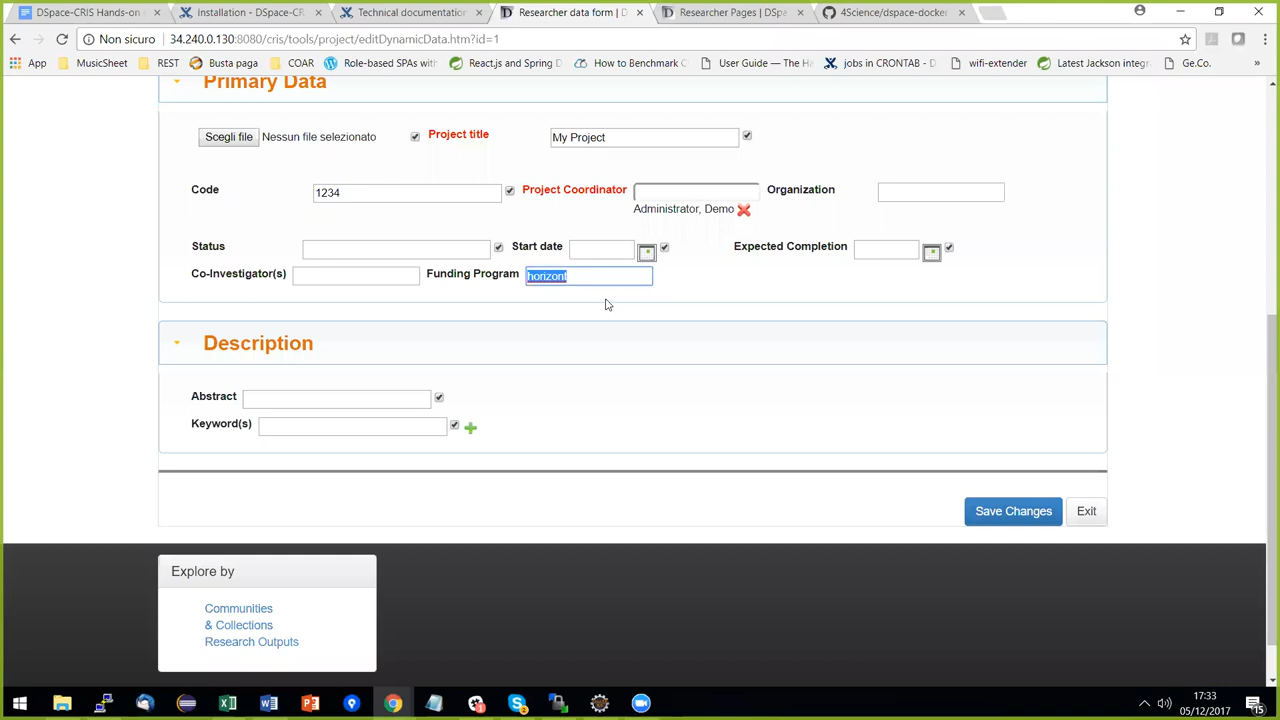 DSpace-CRIS Hands-on
installation - DSpace-CR
Technical documentation
Researcher data form | D
Researcher Pages | DSpa
4Science/dspace-docker
Non sicuro
34.240.0.130:8080/cris/tools/project/editDynamicData.htm?id=1
App
MusicSheet
REST
Busta paga
COAR
Role-based SPAs wit
React.js and Spring D
How to Benchmark C
User Guide — The Ha
jobs in CRONTAB - D
wifi-extender
Latest Jackson integ
Ge.Co.
»
Primary Data
Scegli file Nessun file selezionato
Project title
My Project
Code
1234
Project Coordinator
Organization
Administrator, Demo
Status
Start date
Expected Completion
Co-Investigator(s)
Funding Program
horizont
Description
Abstract
Keyword(s)
Save Changes
Exit
Explore by
Communities
& Collections
Research Outputs
17:33
05/12/2017
15